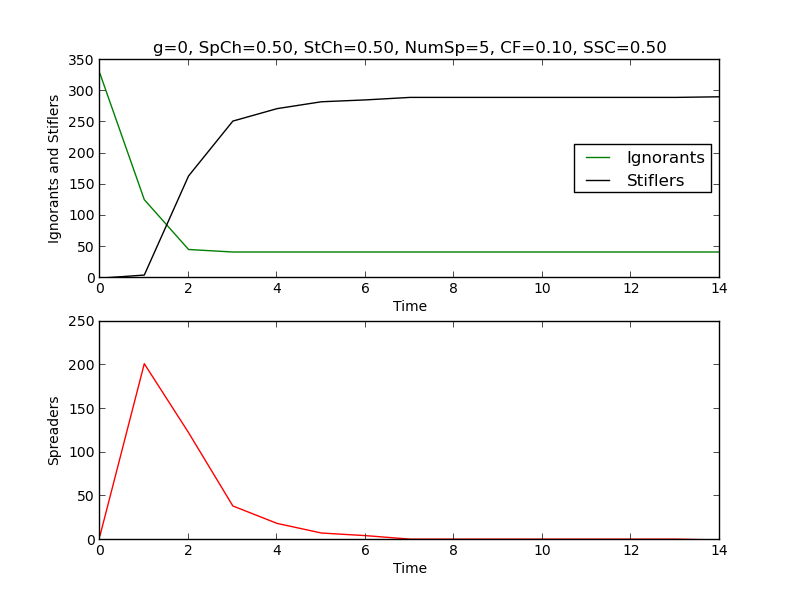 g=0, SpCh=0.50, StCh=0.50, NumSp=5, CF=0.10, SSC=0.50
350
300
250
200
150
100
50
0
Ignorants and Stiflers
Ignorants
Stiflers
0 2 4 6 8 10 12 14
Time
250
200
150
100
50
0
Spreaders
0 2 4 6 8 10 12 14
Time